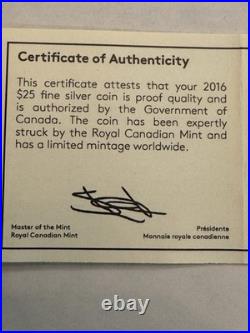 Certificate of Authenticity
This certificate attests that your 2016
$25 fine silver coin is proof quality and
is authorized by the Government of
Canada. The coin has been expertly
struck by the Royal Canadian Mint and
has a limited mintage worldwide.
Master of the Mint
Royal Canadian Mint
Présidente
Monnaie royale canadienne